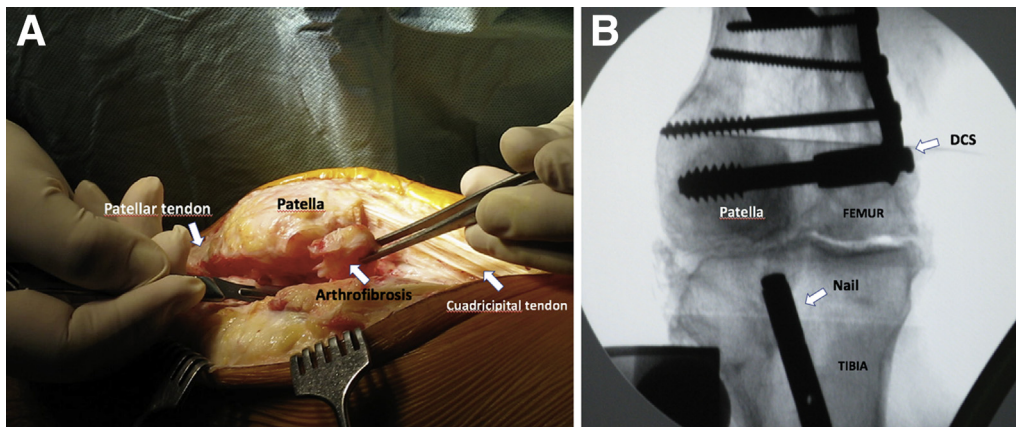 A
Patella
Patellar tendon
Arthrofibrosis
Cuadricipital tendon
B
DCS
Patella
FEMUR
Nail
TIBIA